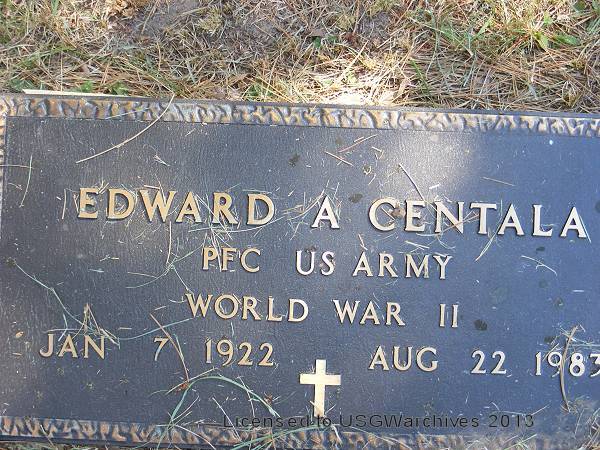 EDWARD A CENTALA
PFC US ARMY
WORLD WAR II
JAN 7 1922 AUG 22 1983
Licensed to USGWarchives 2013